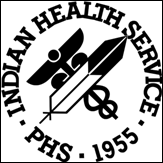 INDIAN HEALTH SERVICE
· PHS · 1955 ·